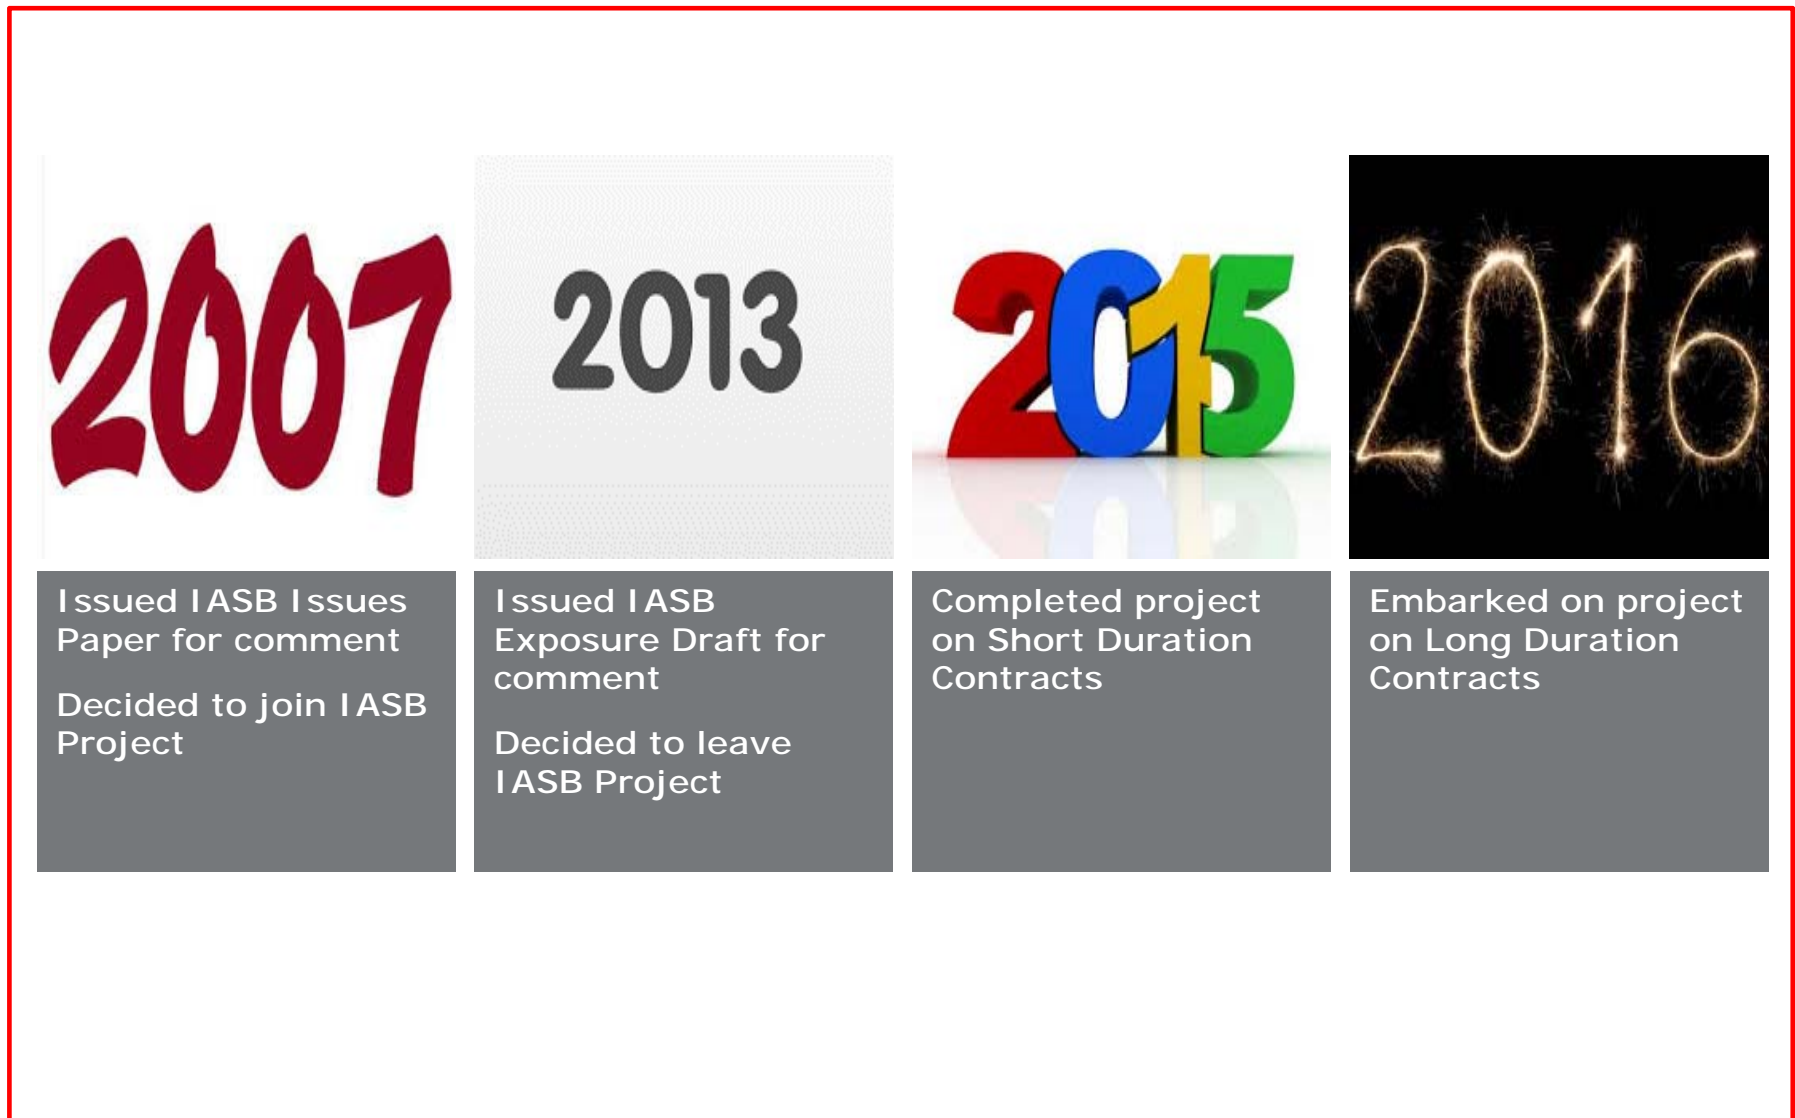 2007
Issued IASB Issues
Paper for comment
Decided to join IASB
Project
2013
Issued IASB
Exposure Draft for
comment
Decided to leave
IASB Project
2015
Completed project
on Short Duration
Contracts
2016
Embarked on project
on Long Duration
Contracts